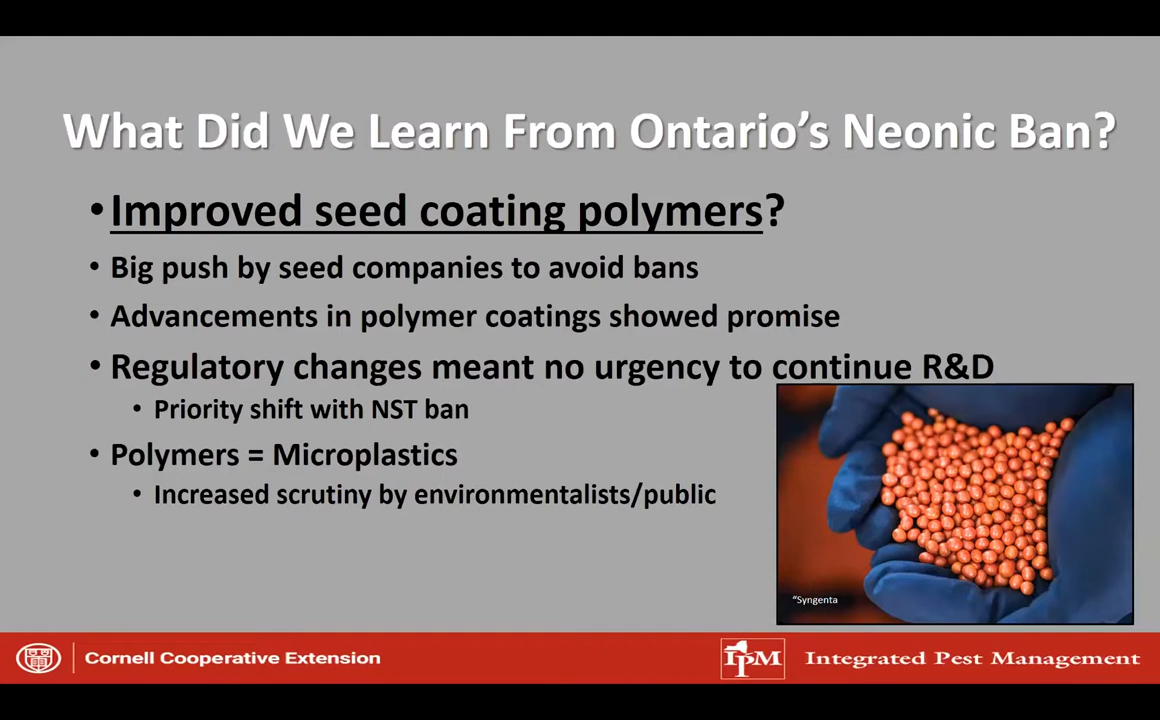 What Did We Learn From Ontario's Neonic Ban?
•Improved seed coating polymers?
• Big push by seed companies to avoid bans
• Advancements in polymer coatings showed promise
• Regulatory changes meant no urgency to continue R&D
• Priority shift with NST ban
• Polymers = Microplastics
• Increased scrutiny by environmentalists/public
“Syngenta
Cornell Cooperative Extension
IPM Integrated Pest Management